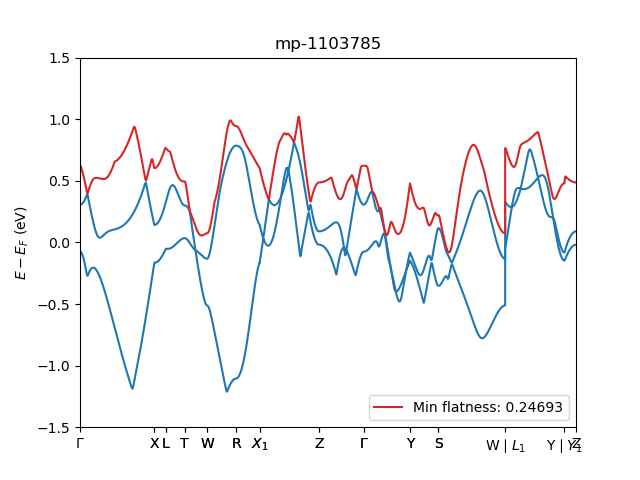 mp-1103785
E − E_F (eV)
1.5
1.0
0.5
0.0
−0.5
−1.0
−1.5
Min flatness: 0.24693
Γ X L T W R X₁ Z Γ Y S W | L₁ Y | Y₁ Z